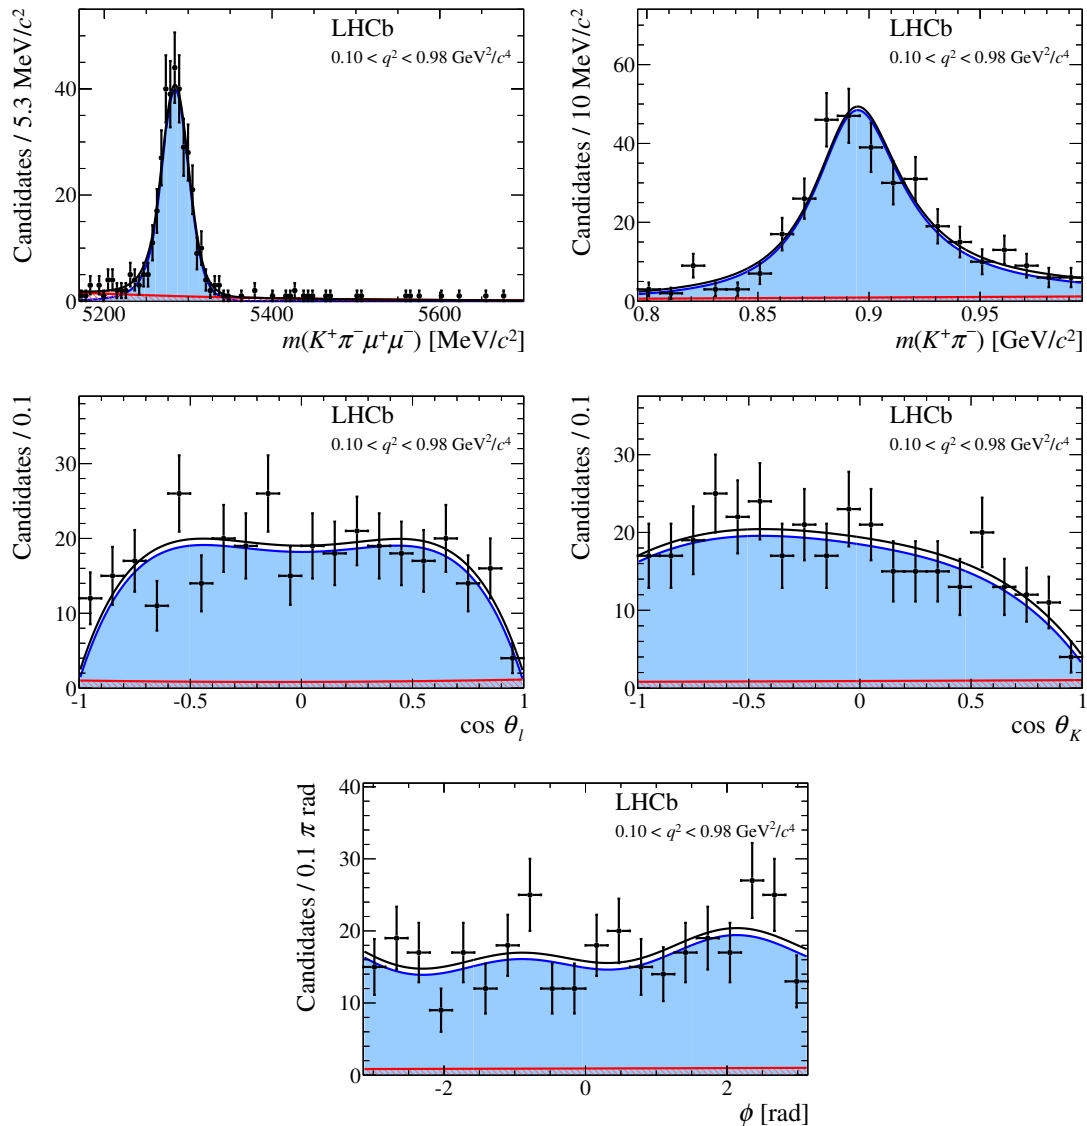 LHCb
0.10 < q² < 0.98 GeV²/c⁴
Candidates / 5.3 MeV/c²
40
20
0
5200
5400
5600
m(K⁺π⁻μ⁺μ⁻) [MeV/c²]
LHCb
0.10 < q² < 0.98 GeV²/c⁴
Candidates / 10 MeV/c²
60
40
20
0
0.8
0.85
0.9
0.95
m(K⁺π⁻) [GeV/c²]
LHCb
0.10 < q² < 0.98 GeV²/c⁴
Candidates / 0.1
30
20
10
0
-1
-0.5
0
0.5
1
cos θ_l
LHCb
0.10 < q² < 0.98 GeV²/c⁴
Candidates / 0.1
30
20
10
0
-1
-0.5
0
0.5
1
cos θ_K
LHCb
0.10 < q² < 0.98 GeV²/c⁴
Candidates / 0.1 π rad
40
30
20
10
0
-2
0
2
ϕ [rad]